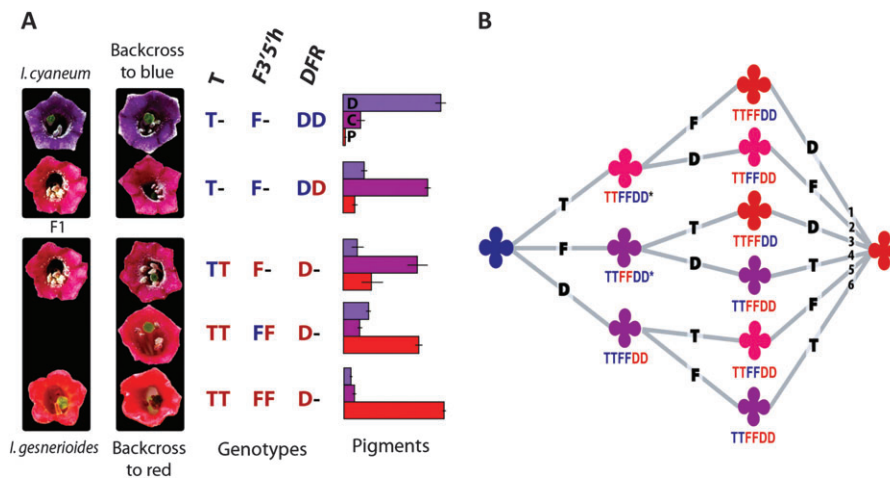 A
I. cyaneum
Backcross
to blue
T
F3'5'h
DFR
T- F- DD
D
C
P
T- F- DD
F1
TT F- D-
TT FF D-
TT FF D-
I. gesnerioides
Backcross
to red
Genotypes
Pigments
B
T
F
D
TTFFDD*
TTFFDD*
TTFFDD
F
D
T
D
T
F
TTFFDD
TTFFDD
TTFFDD
TTFFDD
TTFFDD
TTFFDD
D
F
D
T
F
T
1
2
3
4
5
6